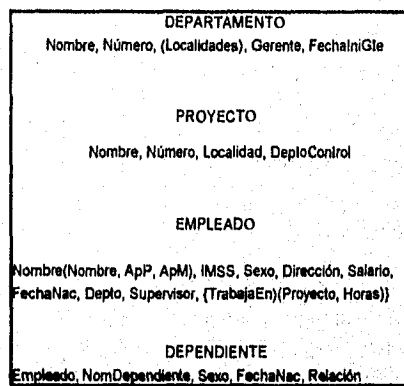 DEPARTAMENTO
Nombre, Número, (Localidades), Gerente, FechaIniGte
PROYECTO
Nombre, Número, Localidad, DeptoControl
EMPLEADO
Nombre(Nombre, ApP, ApM), IMSS, Sexo, Dirección, Salario,
FechaNac, Depto, Supervisor, {TrabajaEn)(Proyecto, Horas)}
DEPENDIENTE
Empleado, NomDependiente, Sexo, FechaNac, Relación